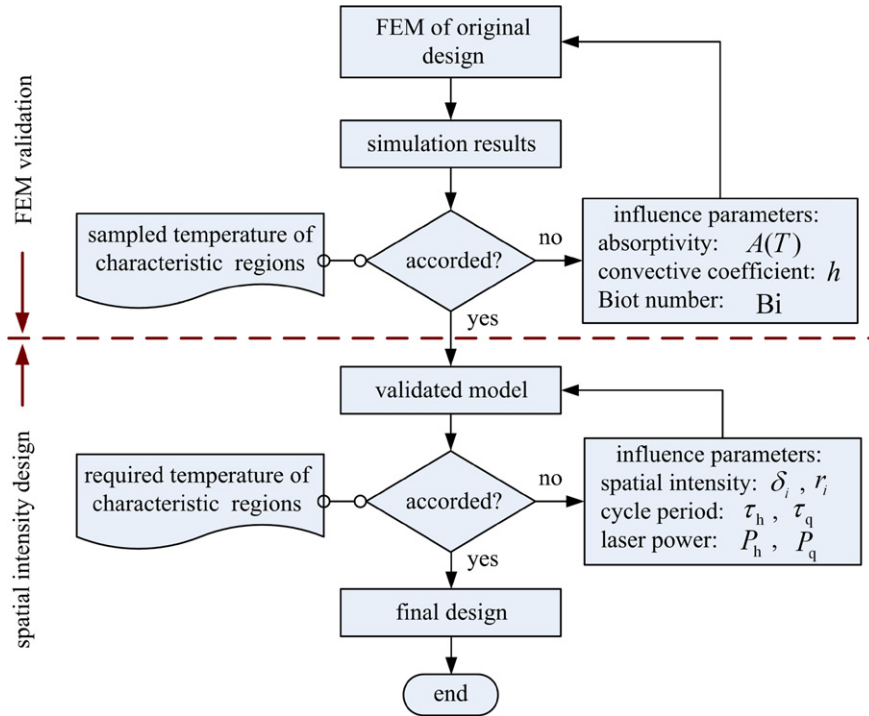 FEM of original
design
simulation results
FEM validation
sampled temperature of
characteristic regions
accorded?
no
influence parameters:
absorptivity: A(T)
convective coefficient: h
Biot number: Bi
yes
validated model
spatial intensity design
required temperature of
characteristic regions
accorded?
no
influence parameters:
spatial intensity: δᵢ , rᵢ
cycle period: τₕ , τ_q
laser power: Pₕ , P_q
yes
final design
end